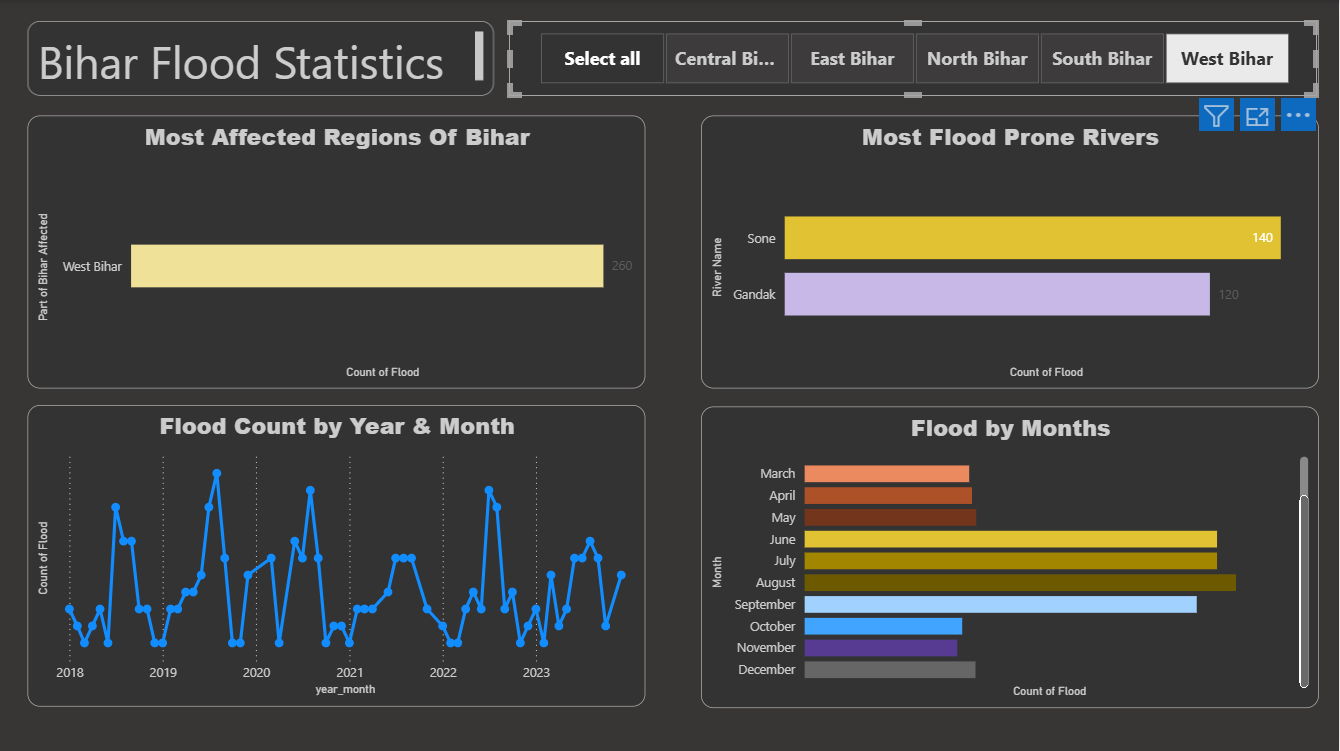 Bihar Flood Statistics
Select all
Central Bi...
East Bihar
North Bihar
South Bihar
West Bihar
Most Affected Regions Of Bihar
Part of Bihar Affected
West Bihar
260
Count of Flood
Most Flood Prone Rivers
River Name
Sone
140
Gandak
120
Count of Flood
Flood Count by Year & Month
Count of Flood
2018
2019
2020
2021
2022
2023
year_month
Flood by Months
Month
March
April
May
June
July
August
September
October
November
December
Count of Flood